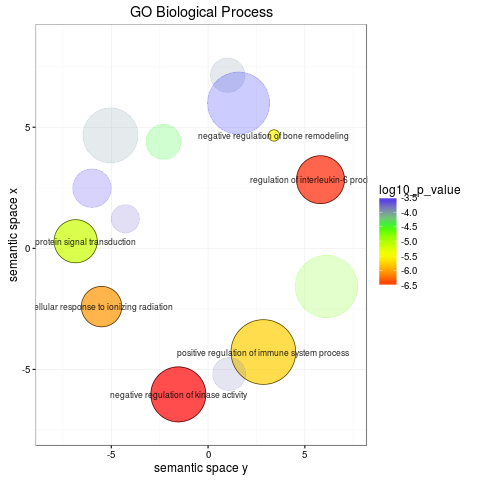 GO Biological Process
5
0
-5
semantic space x
negative regulation of bone remodeling
regulation of interleukin-6 prod
protein signal transduction
ellular response to ionizing radiation
positive regulation of immune system process
negative regulation of kinase activity
-5
0
5
semantic space y
log10_p_value
-3.5
-4.0
-4.5
-5.0
-5.5
-6.0
-6.5